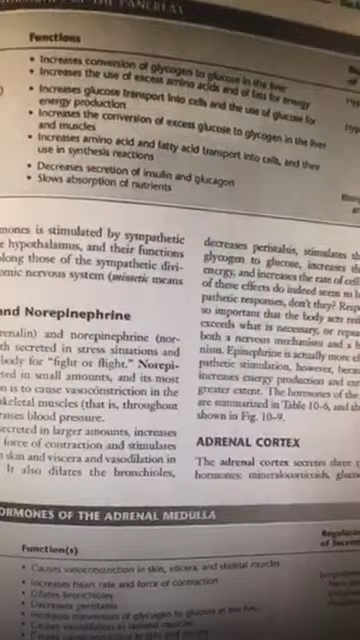 HORMONES OF THE PANCREAS
Functions
• Increases conversion of glycogen to glucose in the liver
• Increases the use of excess amino acids and of fats for energy
• Increases glucose transport into cells and the use of glucose for
energy production
• Increases the conversion of excess glucose to glycogen in the liver
and muscles
• Increases amino acid and fatty acid transport into cells, and their
use in synthesis reactions
• Decreases secretion of insulin and glucagon
• Slows absorption of nutrients
mones is stimulated by sympathetic
e hypothalamus, and their functions
long those of the sympathetic divi-
omic nervous system (mimetic means
and Norepinephrine
renalin) and norepinephrine (nor-
th secreted in stress situations and
body for "fight or flight." Norepi-
ted in small amounts, and its most
n is to cause vasoconstriction in the
skeletal muscles (that is, throughout
raises blood pressure.
secreted in larger amounts, increases
force of contraction and stimulates
n skin and viscera and vasodilation in
It also dilates the bronchioles,
decreases peristalsis, stimulates
glycogen to glucose, increases
energy, and increases the rate of cell
of these effects do indeed seem to
pathetic responses, don't they?
so important that the body acts
exceeds what is necessary, or
both a nervous mechanism and a
nism. Epinephrine is actually more
pathetic stimulation, however,
increases energy production and
greater extent. The hormones of the
are summarized in Table 10-6, and
shown in Fig. 10-9.
ADRENAL CORTEX
The adrenal cortex secretes three
hormones: mineralocorticoids,
ORMONES OF THE ADRENAL MEDULLA
Function(s)
• Causes vasoconstriction in skin, viscera, and skeletal muscles
• Increases heart rate and force of contraction
• Dilates bronchioles
• Decreases peristalsis
• Increases conversion of glycogen to glucose in the
• Causes vasodilation in skeletal muscles